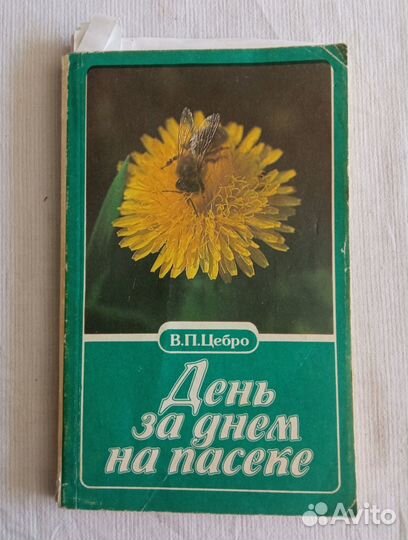 В.П.Цебро
День
за днем
на пасеке
Avito